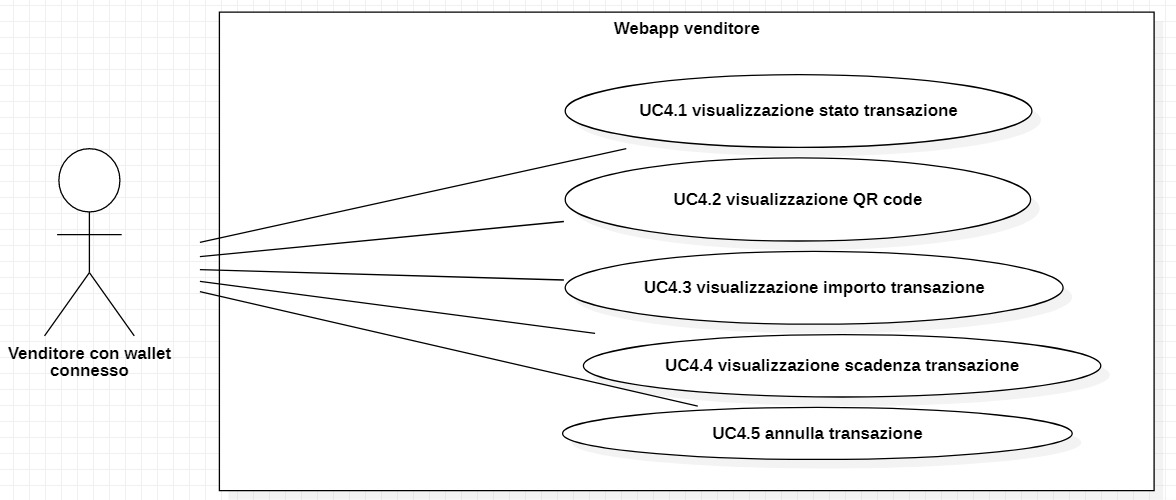 Webapp venditore
UC4.1 visualizzazione stato transazione
UC4.2 visualizzazione QR code
UC4.3 visualizzazione importo transazione
UC4.4 visualizzazione scadenza transazione
UC4.5 annulla transazione
Venditore con wallet
connesso